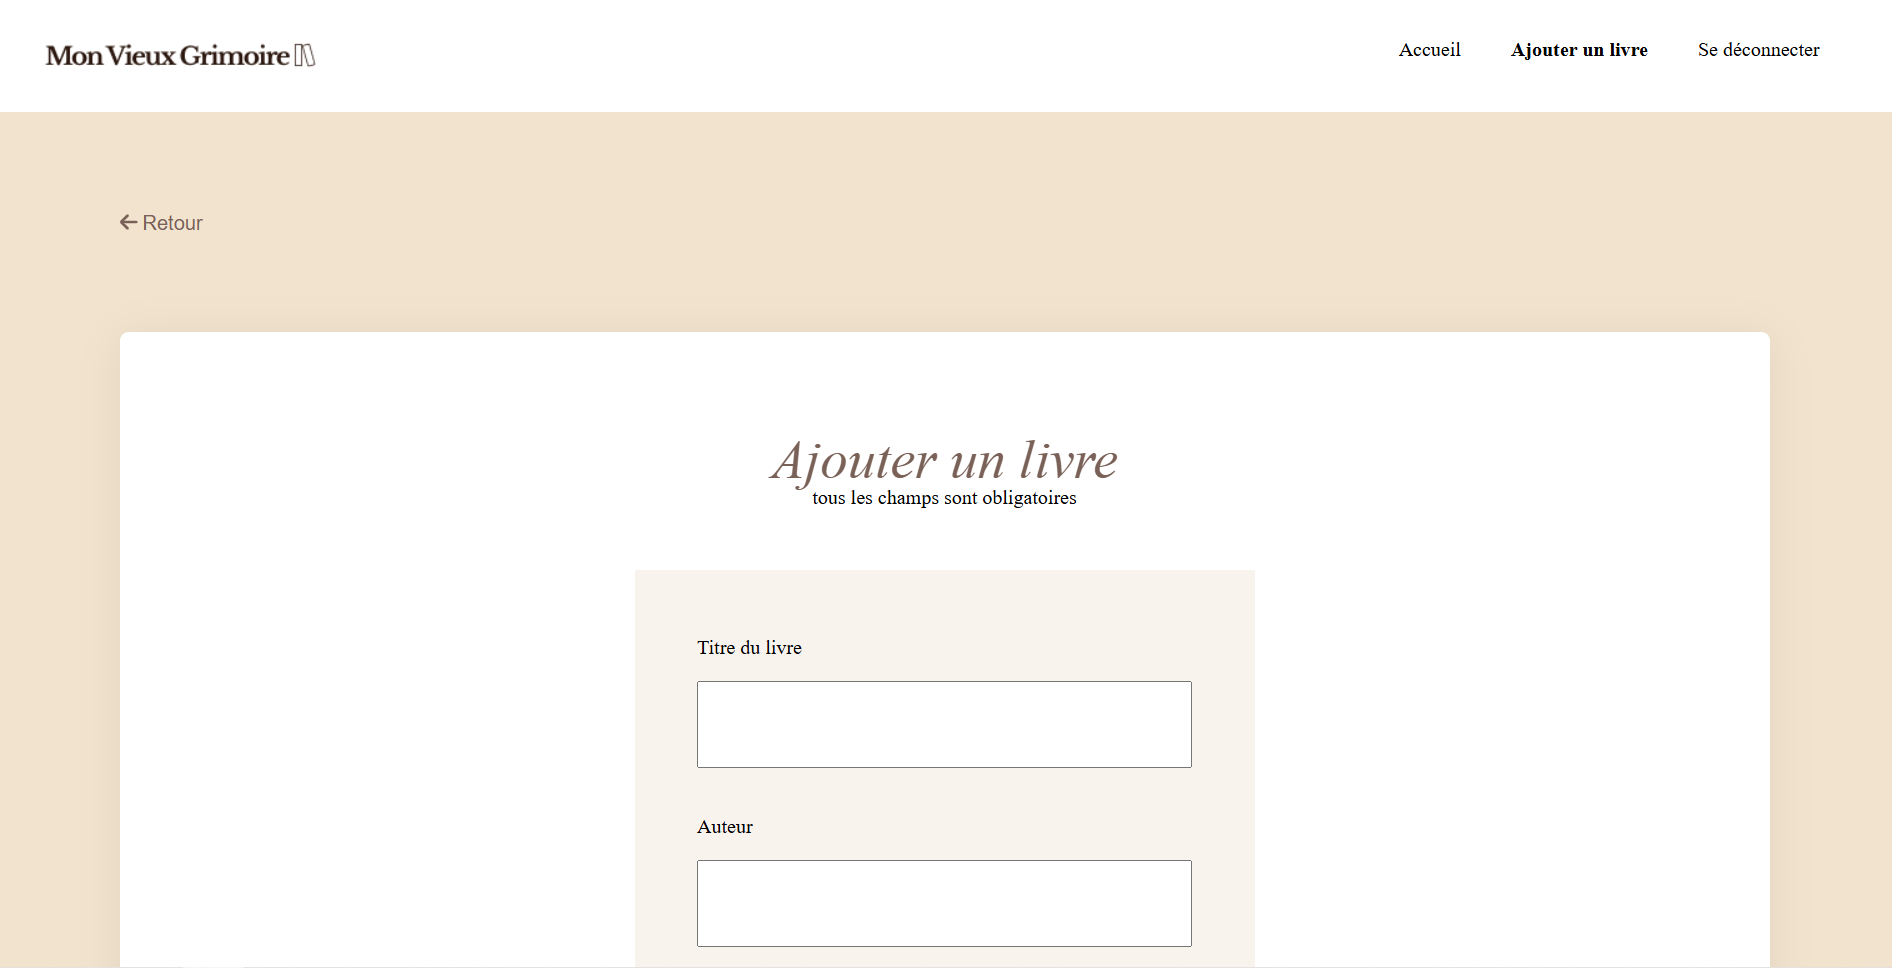 Mon Vieux Grimoire
Accueil
Ajouter un livre
Se déconnecter
Retour
Ajouter un livre
tous les champs sont obligatoires
Titre du livre
Auteur